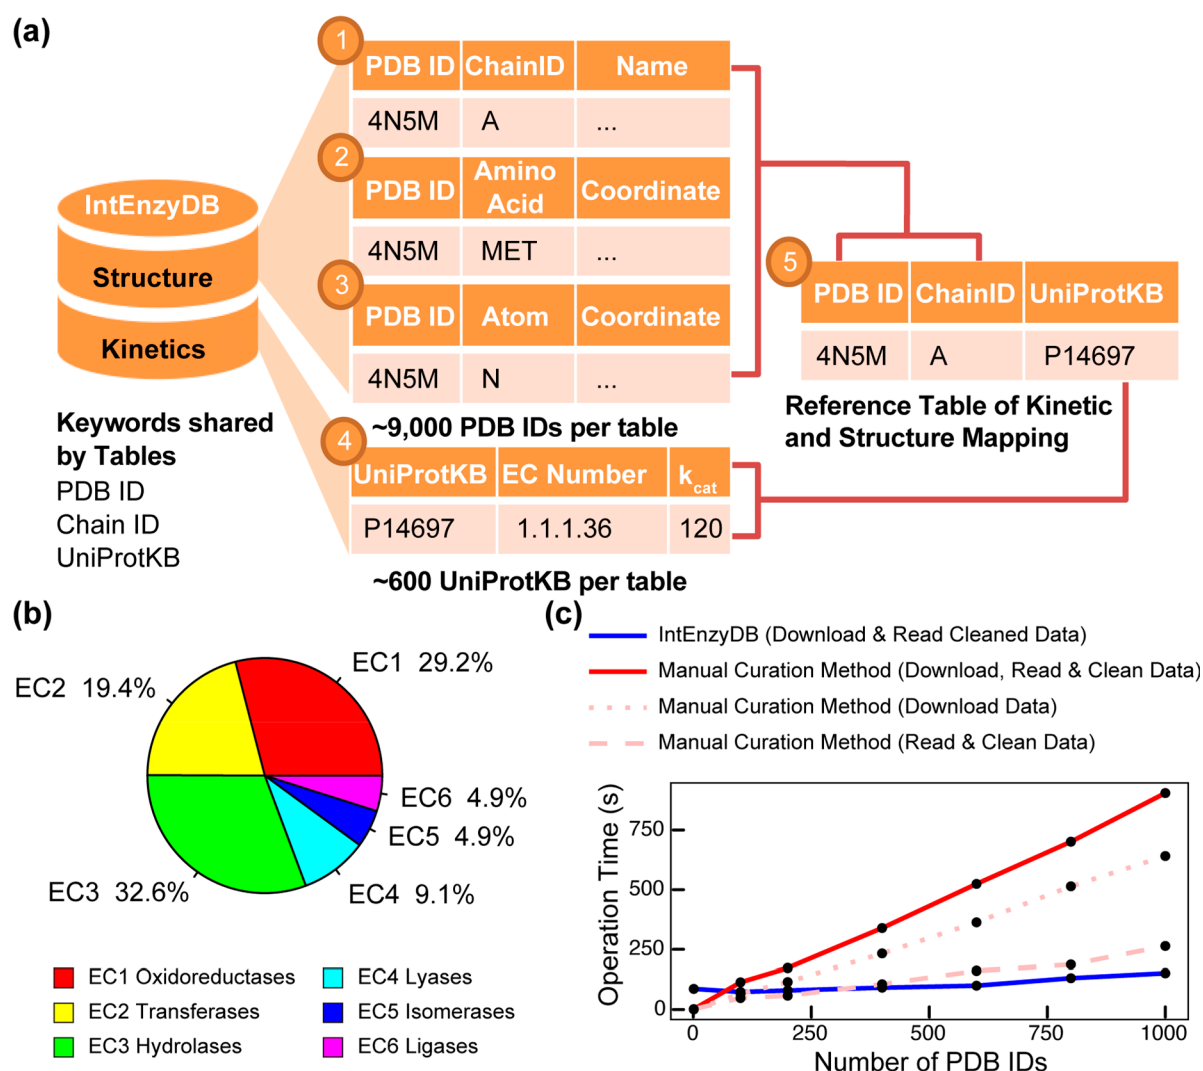 (a)
1
PDB ID ChainID Name
4N5M A ...
2
PDB ID Amino Acid Coordinate
4N5M MET ...
3
PDB ID Atom Coordinate
4N5M N ...
~9,000 PDB IDs per table
IntEnzyDB
Structure
Kinetics
Keywords shared
by Tables
PDB ID
Chain ID
UniProtKB
4
UniProtKB EC Number kcat
P14697 1.1.1.36 120
~600 UniProtKB per table
5
PDB ID ChainID UniProtKB
4N5M A P14697
Reference Table of Kinetic
and Structure Mapping
(b)
EC1 29.2%
EC2 19.4%
EC6 4.9%
EC5 4.9%
EC3 32.6%
EC4 9.1%
EC1 Oxidoreductases
EC2 Transferases
EC3 Hydrolases
EC4 Lyases
EC5 Isomerases
EC6 Ligases
(c)
IntEnzyDB (Download & Read Cleaned Data)
Manual Curation Method (Download, Read & Clean Data)
Manual Curation Method (Download Data)
Manual Curation Method (Read & Clean Data)
Operation Time (s)
750
500
250
0
0 250 500 750 1000
Number of PDB IDs